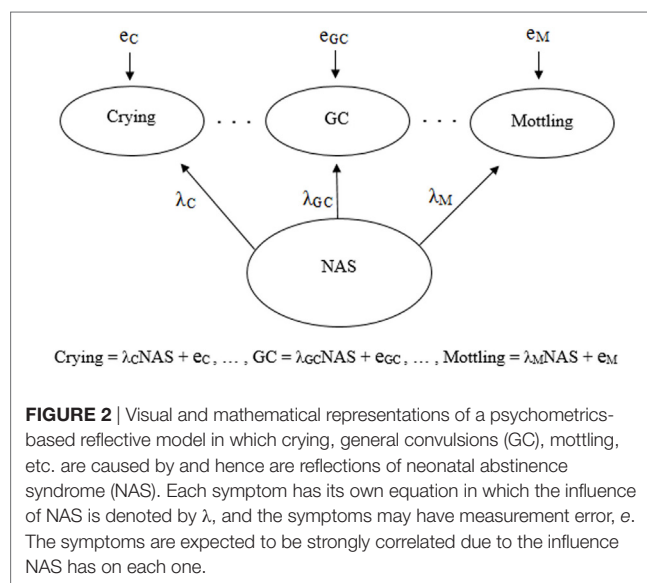 eC eGC eM
Crying . . . GC . . . Mottling
λC λGC λM
NAS
Crying = λCNAS + eC, ... , GC = λGCNAS + eGC, ... , Mottling = λMNAS + eM
FIGURE 2 | Visual and mathematical representations of a psychometrics-
based reflective model in which crying, general convulsions (GC), mottling,
etc. are caused by and hence are reflections of neonatal abstinence
syndrome (NAS). Each symptom has its own equation in which the influence
of NAS is denoted by λ, and the symptoms may have measurement error, e.
The symptoms are expected to be strongly correlated due to the influence
NAS has on each one.